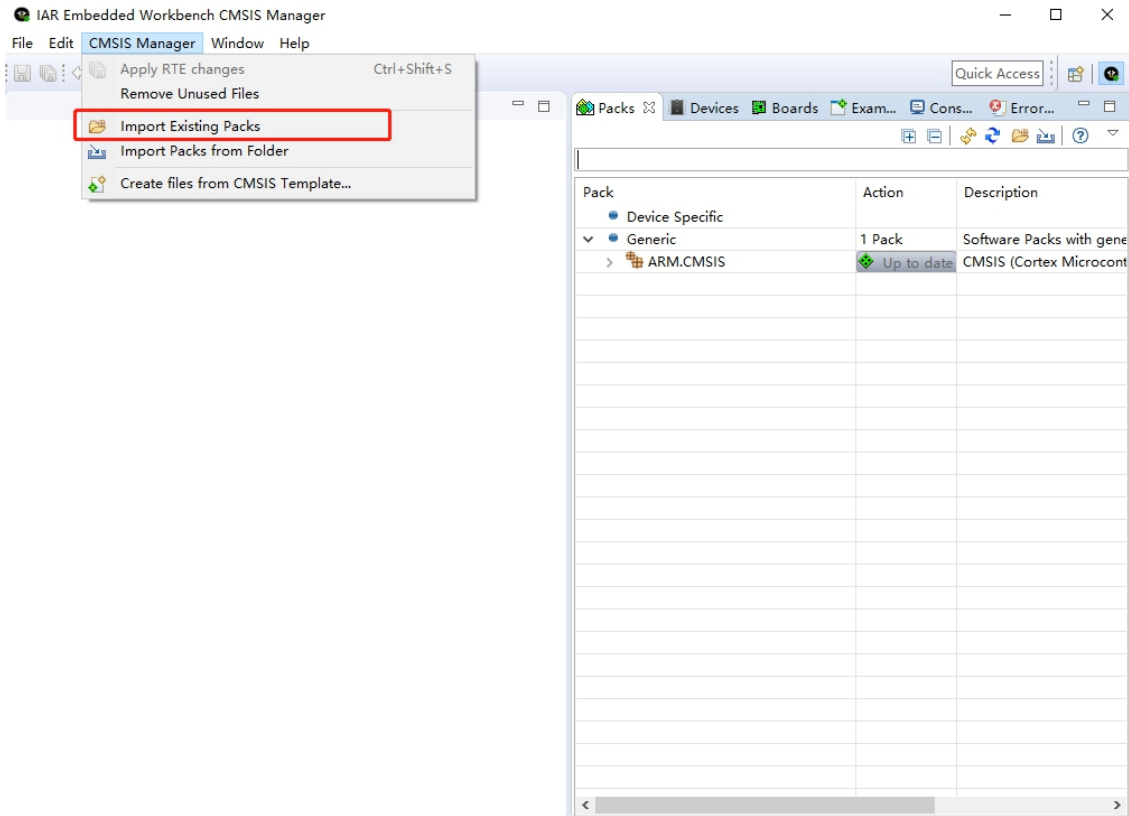 IAR Embedded Workbench CMSIS Manager
File Edit CMSIS Manager Window Help
Apply RTE changes Ctrl+Shift+S
Remove Unused Files
Import Existing Packs
Import Packs from Folder
Create files from CMSIS Template...
Quick Access
Packs Devices Boards Exam... Cons... Error...
Pack Action Description
Device Specific
Generic 1 Pack Software Packs with gene
ARM.CMSIS Up to date CMSIS (Cortex Microcont